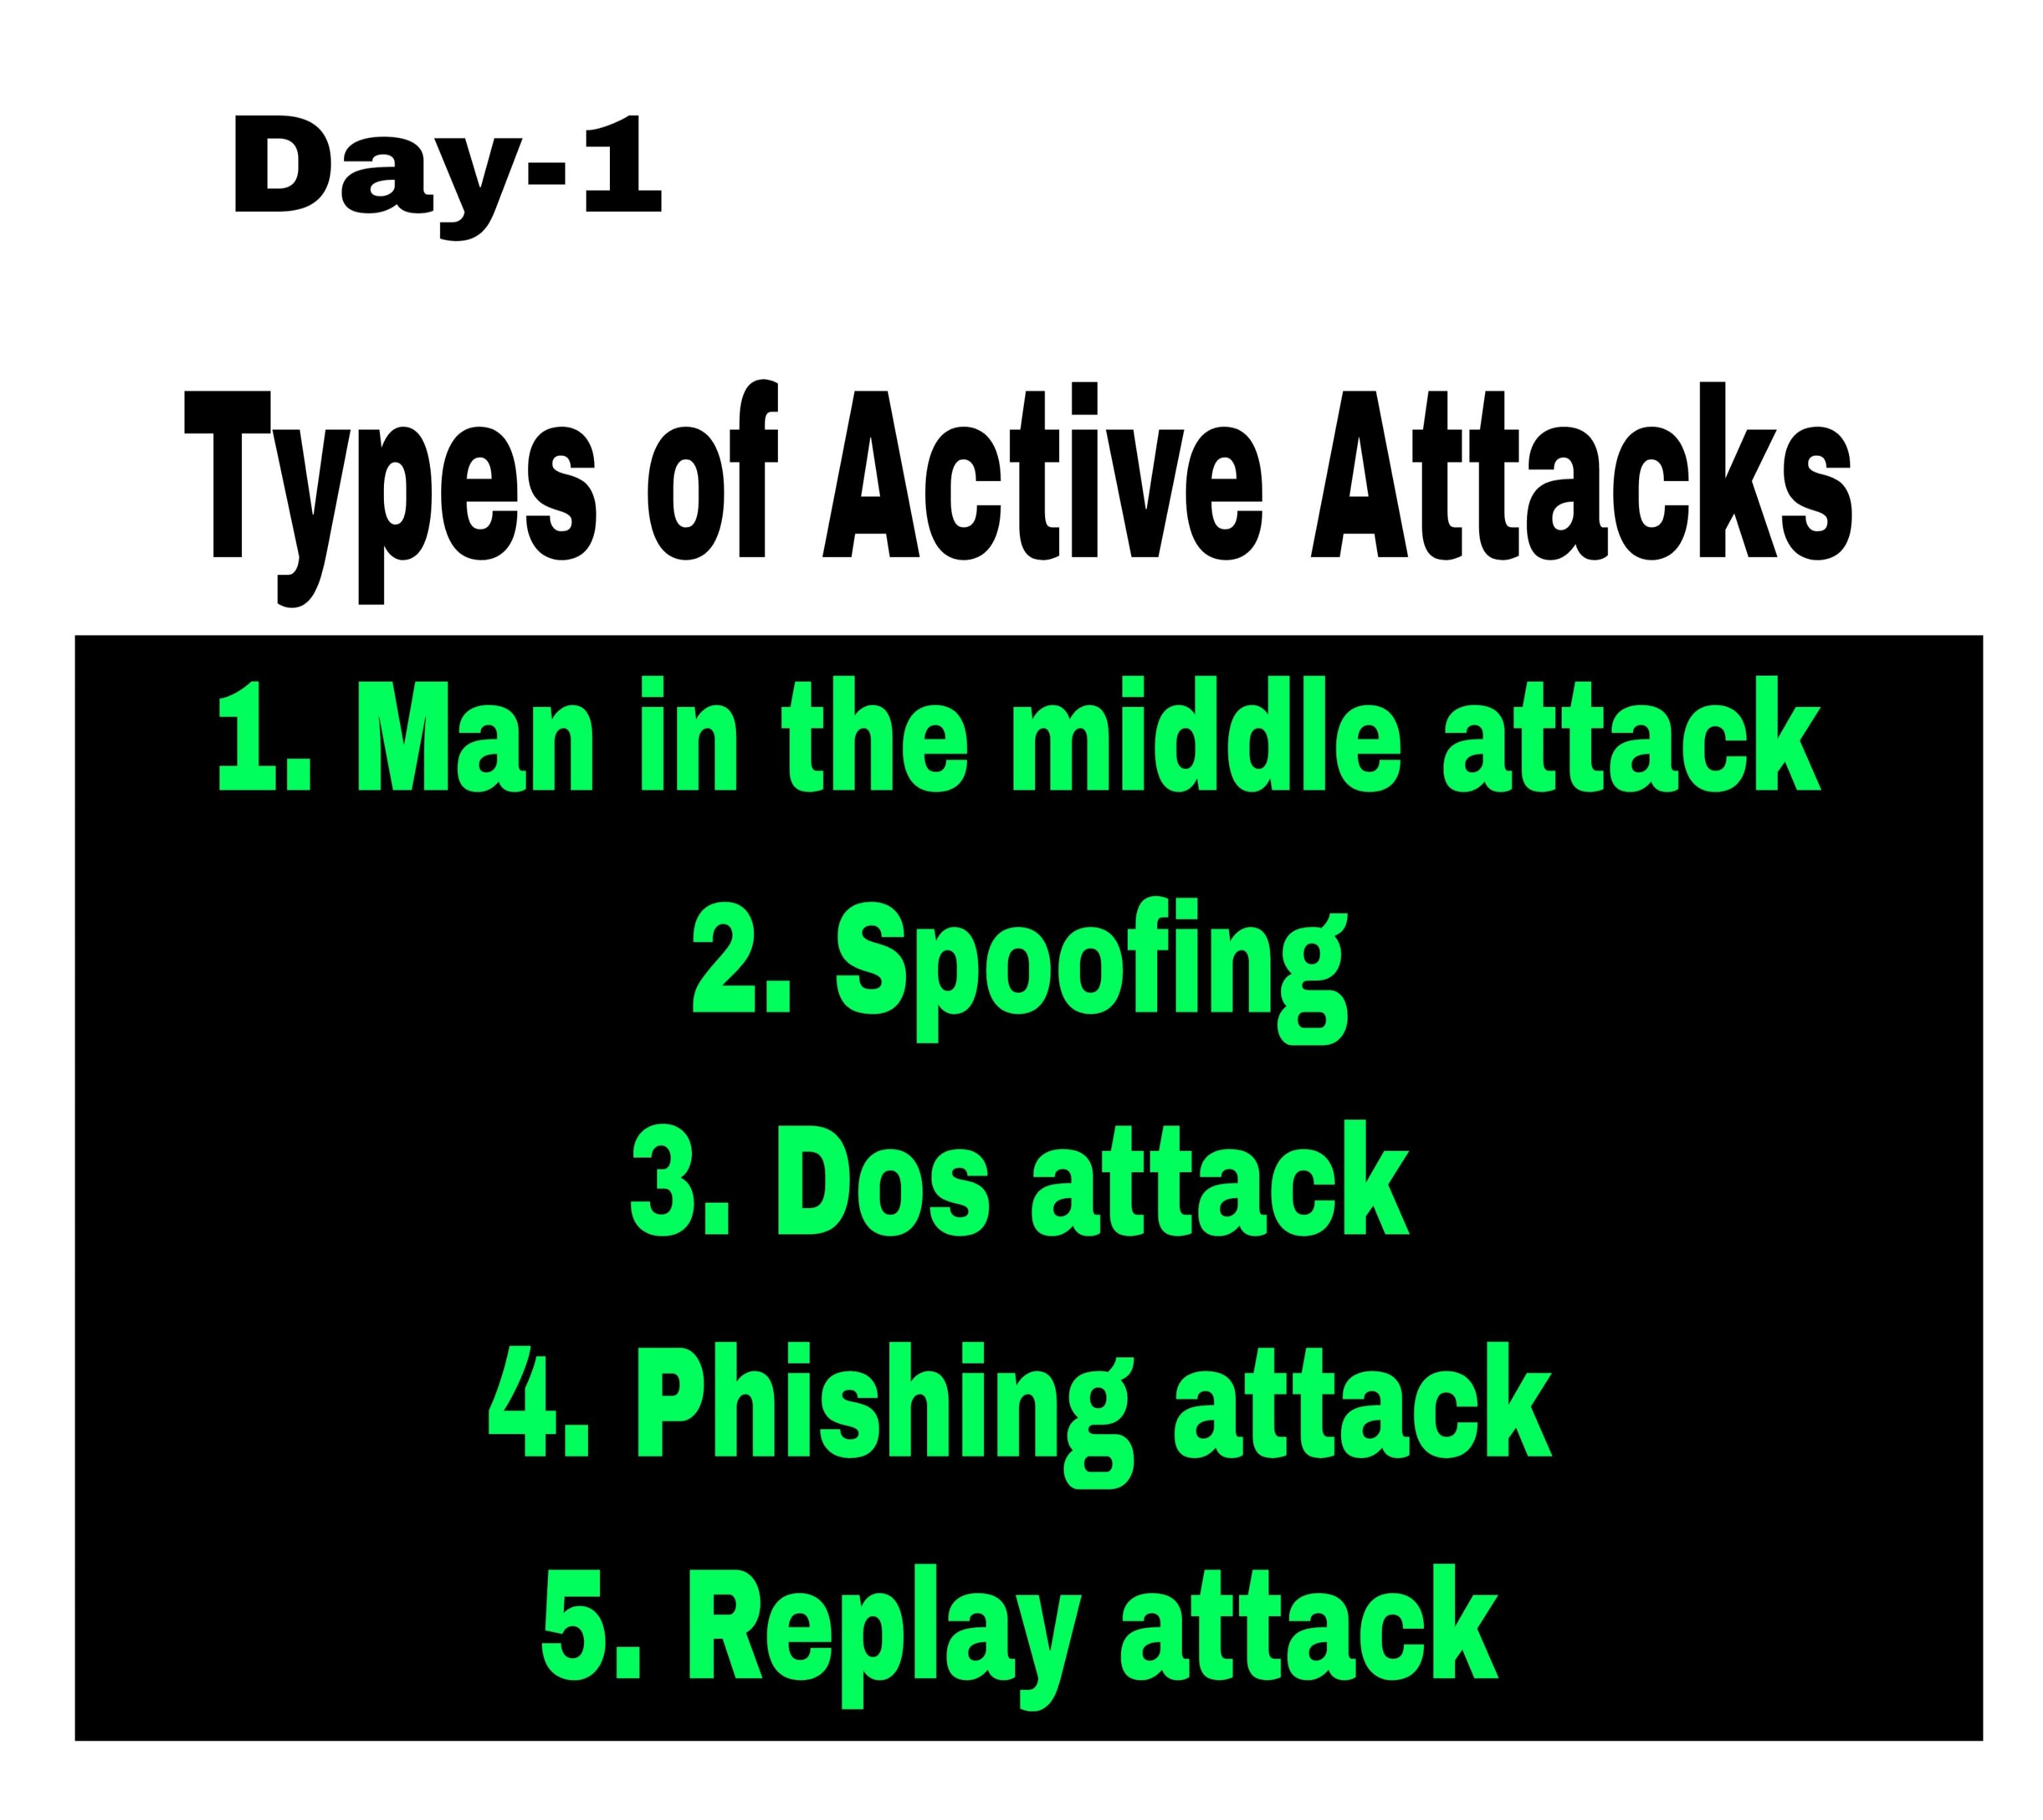 Day-1
Types of Active Attacks
1. Man in the middle attack
2. Spoofing
3. Dos attack
4. Phishing attack
5. Replay attack